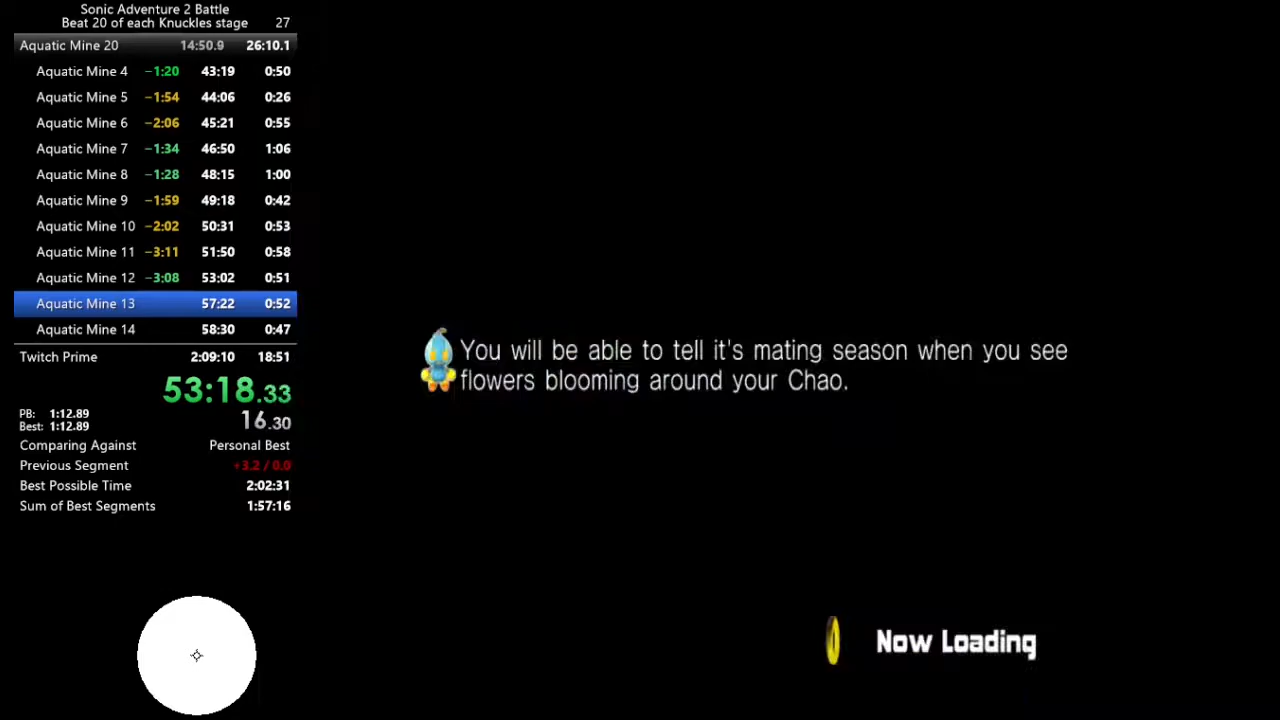 Sonic Adventure 2 Battle
Beat 20 of each Knuckles stage 27
Aquatic Mine 20 14:50.9 26:10.1
Aquatic Mine 4 −1:20 43:19 0:50
Aquatic Mine 5 −1:54 44:06 0:26
Aquatic Mine 6 −2:06 45:21 0:55
Aquatic Mine 7 −1:34 46:50 1:06
Aquatic Mine 8 −1:28 48:15 1:00
Aquatic Mine 9 −1:59 49:18 0:42
Aquatic Mine 10 −2:02 50:31 0:53
Aquatic Mine 11 −3:11 51:50 0:58
Aquatic Mine 12 −3:08 53:02 0:51
Aquatic Mine 13 57:22 0:52
Aquatic Mine 14 58:30 0:47
Twitch Prime 2:09:10 18:51
53:18.33
PB: 1:12.89
Best: 1:12.89
16.30
Comparing Against Personal Best
Previous Segment +3.2 / 0.0
Best Possible Time 2:02:31
Sum of Best Segments 1:57:16
You will be able to tell it's mating season when you see
flowers blooming around your Chao.
Now Loading